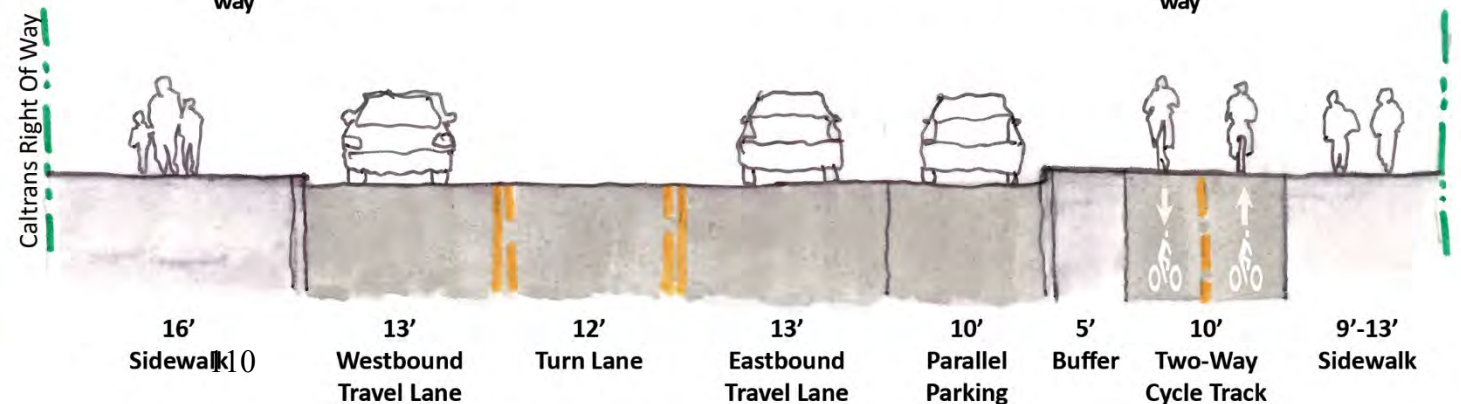 way
way
Caltrans Right Of Way
16’
Sidewalk
110
13’
Westbound
Travel Lane
12’
Turn Lane
13’
Eastbound
Travel Lane
10’
Parallel
Parking
5’
Buffer
10’
Two-Way
Cycle Track
9’-13’
Sidewalk